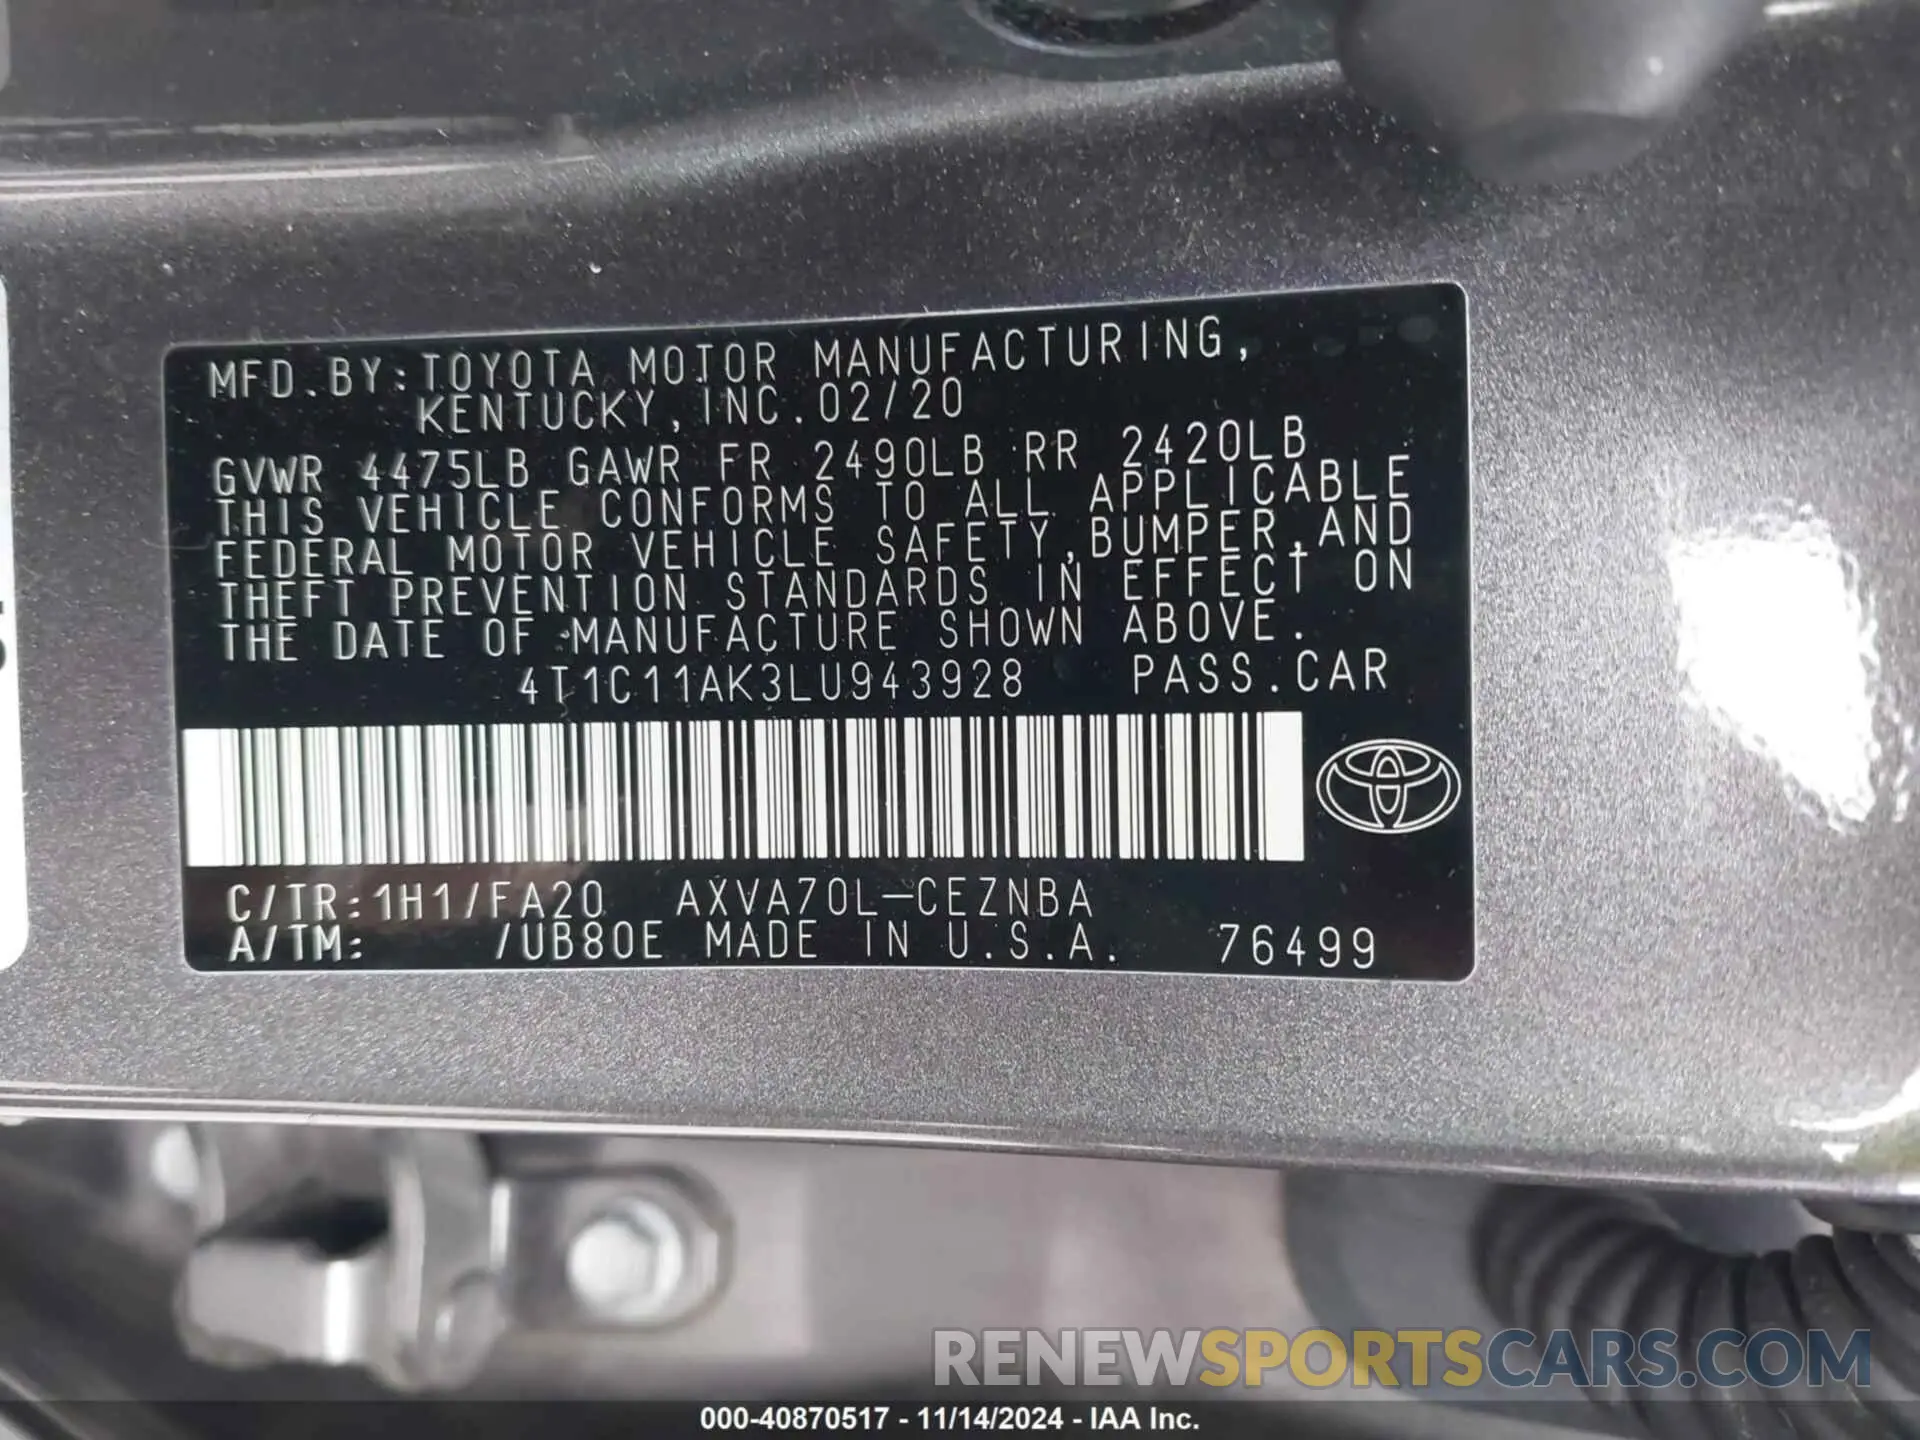 MFD.BY:TOYOTA MOTOR MANUFACTURING,
KENTUCKY, INC.02/20
GVWR 4475LB GAWR FR 2490LB RR 2420LB
THIS VEHICLE CONFORMS TO ALL APPLICABLE
FEDERAL MOTOR VEHICLE SAFETY,BUMPER,AND
THEFT PREVENTION STANDARDS IN EFFECT ON
THE DATE OF MANUFACTURE SHOWN ABOVE.
4T1C11AK3LU943928 PASS.CAR
C/TR:1H1/FA20 AXVA70L-CEZNBA
A/TM: /UB80E MADE IN U.S.A. 76499
RENEWSPORTSCARS.COM
000-40870517 - 11/14/2024 - IAA Inc.